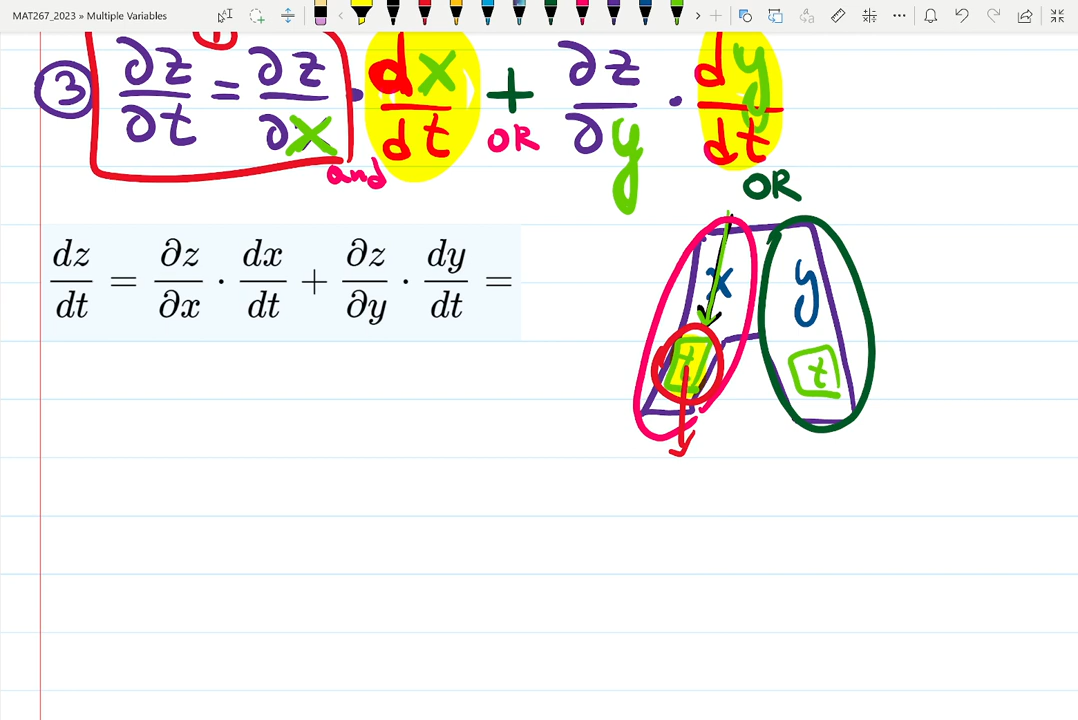 MAT267_2023 » Multiple Variables
③ ∂z/∂t = ∂z/∂x · dx/dt + ∂z/∂y · dy/dt
and OR
OR
dz/dt = ∂z/∂x · dx/dt + ∂z/∂y · dy/dt =
x y
t t